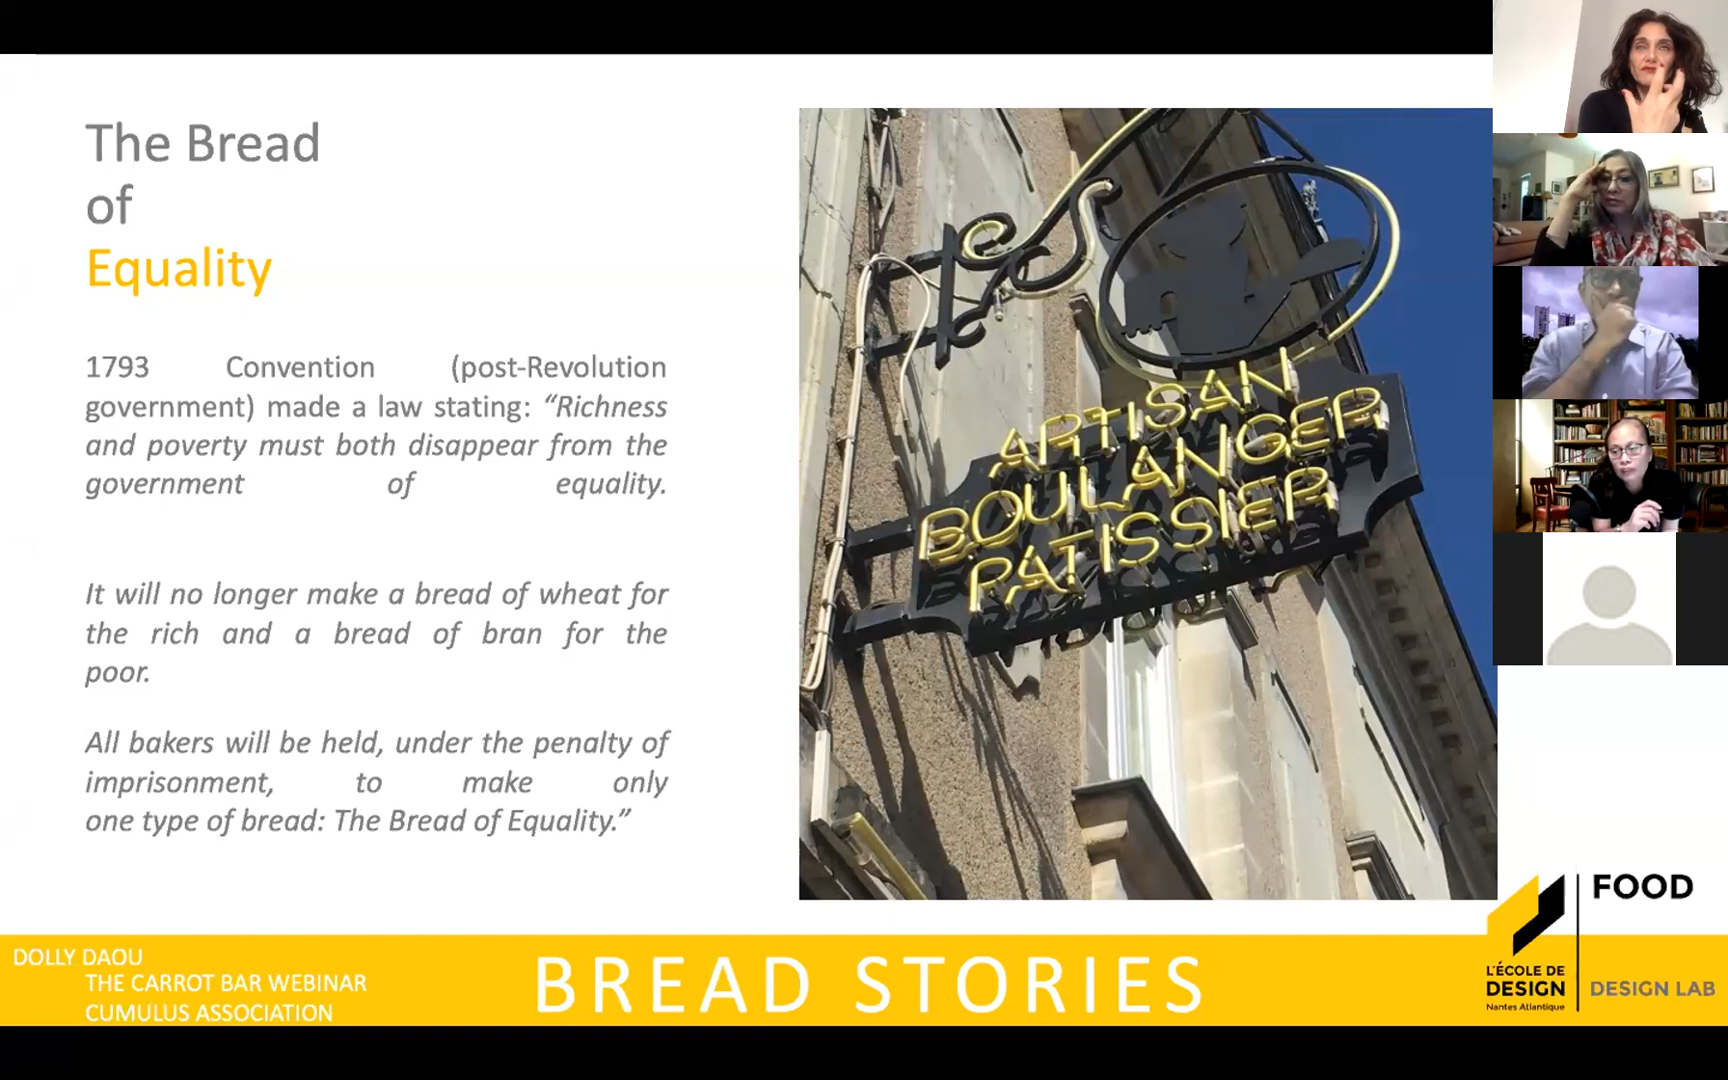 The Bread
of
Equality
1793 Convention (post-Revolution
government) made a law stating: “Richness
and poverty must both disappear from the
government of equality.
It will no longer make a bread of wheat for
the rich and a bread of bran for the
poor.
All bakers will be held, under the penalty of
imprisonment, to make only
one type of bread: The Bread of Equality.”
ARTISAN
BOULANGER
PATISSIER
DOLLY DAOU
THE CARROT BAR WEBINAR
CUMULUS ASSOCIATION
BREAD STORIES
L'ÉCOLE DE
DESIGN
Nantes Atlantique
FOOD
DESIGN LAB